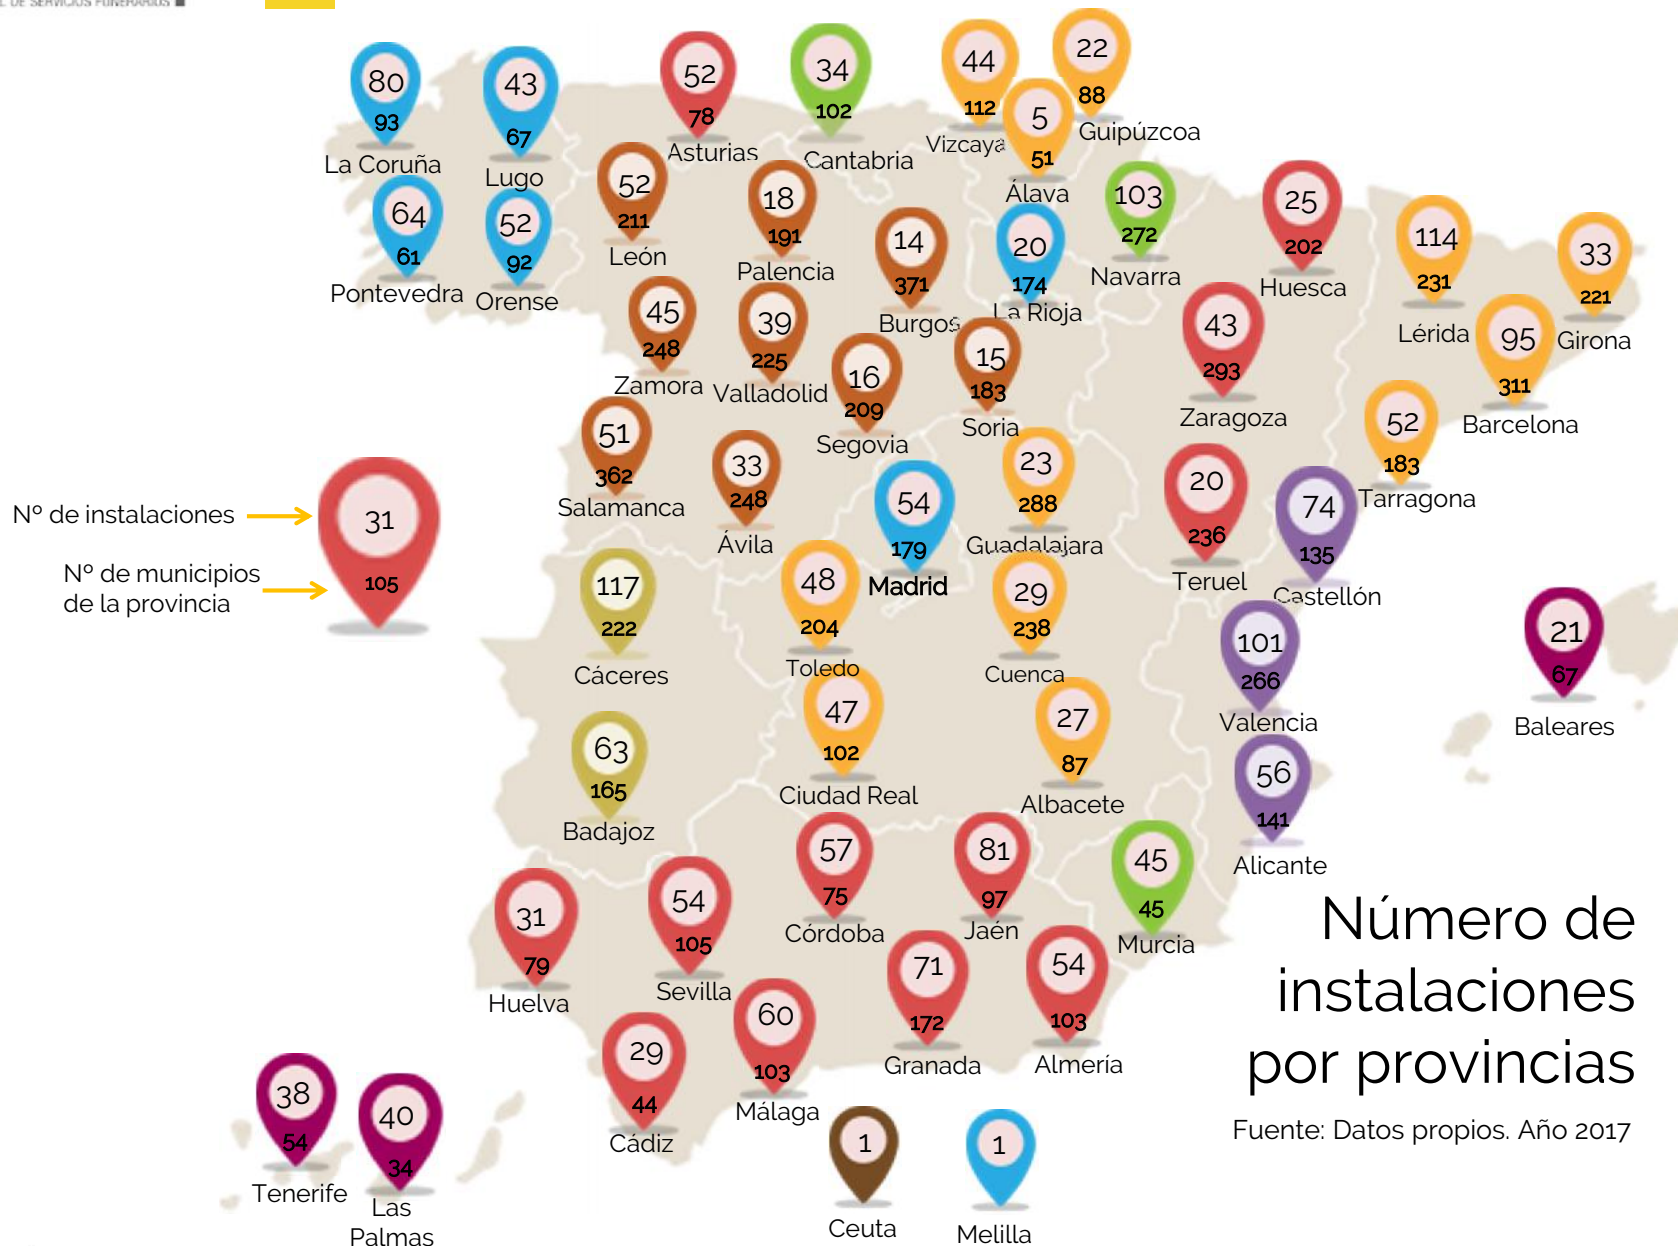 DE SERVICIOS FUNERARIOS
80
93
La Coruña
43
67
Lugo
52
78
Asturias
34
102
Cantabria
44
112
Vizcaya
22
88
Guipúzcoa
5
51
Álava
64
61
Pontevedra
52
92
Orense
52
211
León
18
191
Palencia
14
371
Burgos
20
174
La Rioja
103
272
Navarra
25
202
Huesca
114
231
Lérida
33
221
Girona
45
248
Zamora
39
225
Valladolid
16
209
Segovia
15
183
Soria
43
293
Zaragoza
95
311
Barcelona
52
183
Tarragona
51
362
Salamanca
33
248
Ávila
54
179
Madrid
23
288
Guadalajara
20
236
Teruel
74
135
Castellón
Nº de instalaciones
31
Nº de municipios
de la provincia
105
117
222
Cáceres
48
204
Toledo
29
238
Cuenca
101
266
Valencia
21
67
Baleares
63
165
Badajoz
47
102
Ciudad Real
27
87
Albacete
56
141
Alicante
31
79
Huelva
54
105
Sevilla
57
75
Córdoba
81
97
Jaén
45
45
Murcia
29
44
Cádiz
60
103
Málaga
71
172
Granada
54
103
Almería
38
54
Tenerife
40
34
Las
Palmas
1
Ceuta
1
Melilla
Número de
instalaciones
por provincias
Fuente: Datos propios. Año 2017